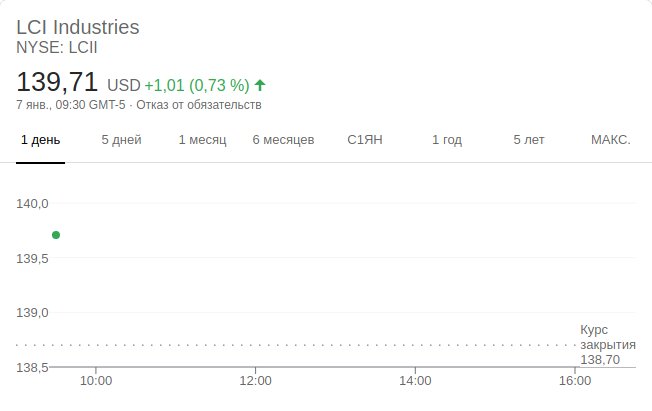 LCI Industries
NYSE: LCII
139,71 USD +1,01 (0,73 %)
7 янв., 09:30 GMT-5 · Отказ от обязательств
1 день 5 дней 1 месяц 6 месяцев С1ЯН 1 год 5 лет МАКС.
140,0
139,5
139,0
Курс
закрытия
138,70
138,5
10:00 12:00 14:00 16:00